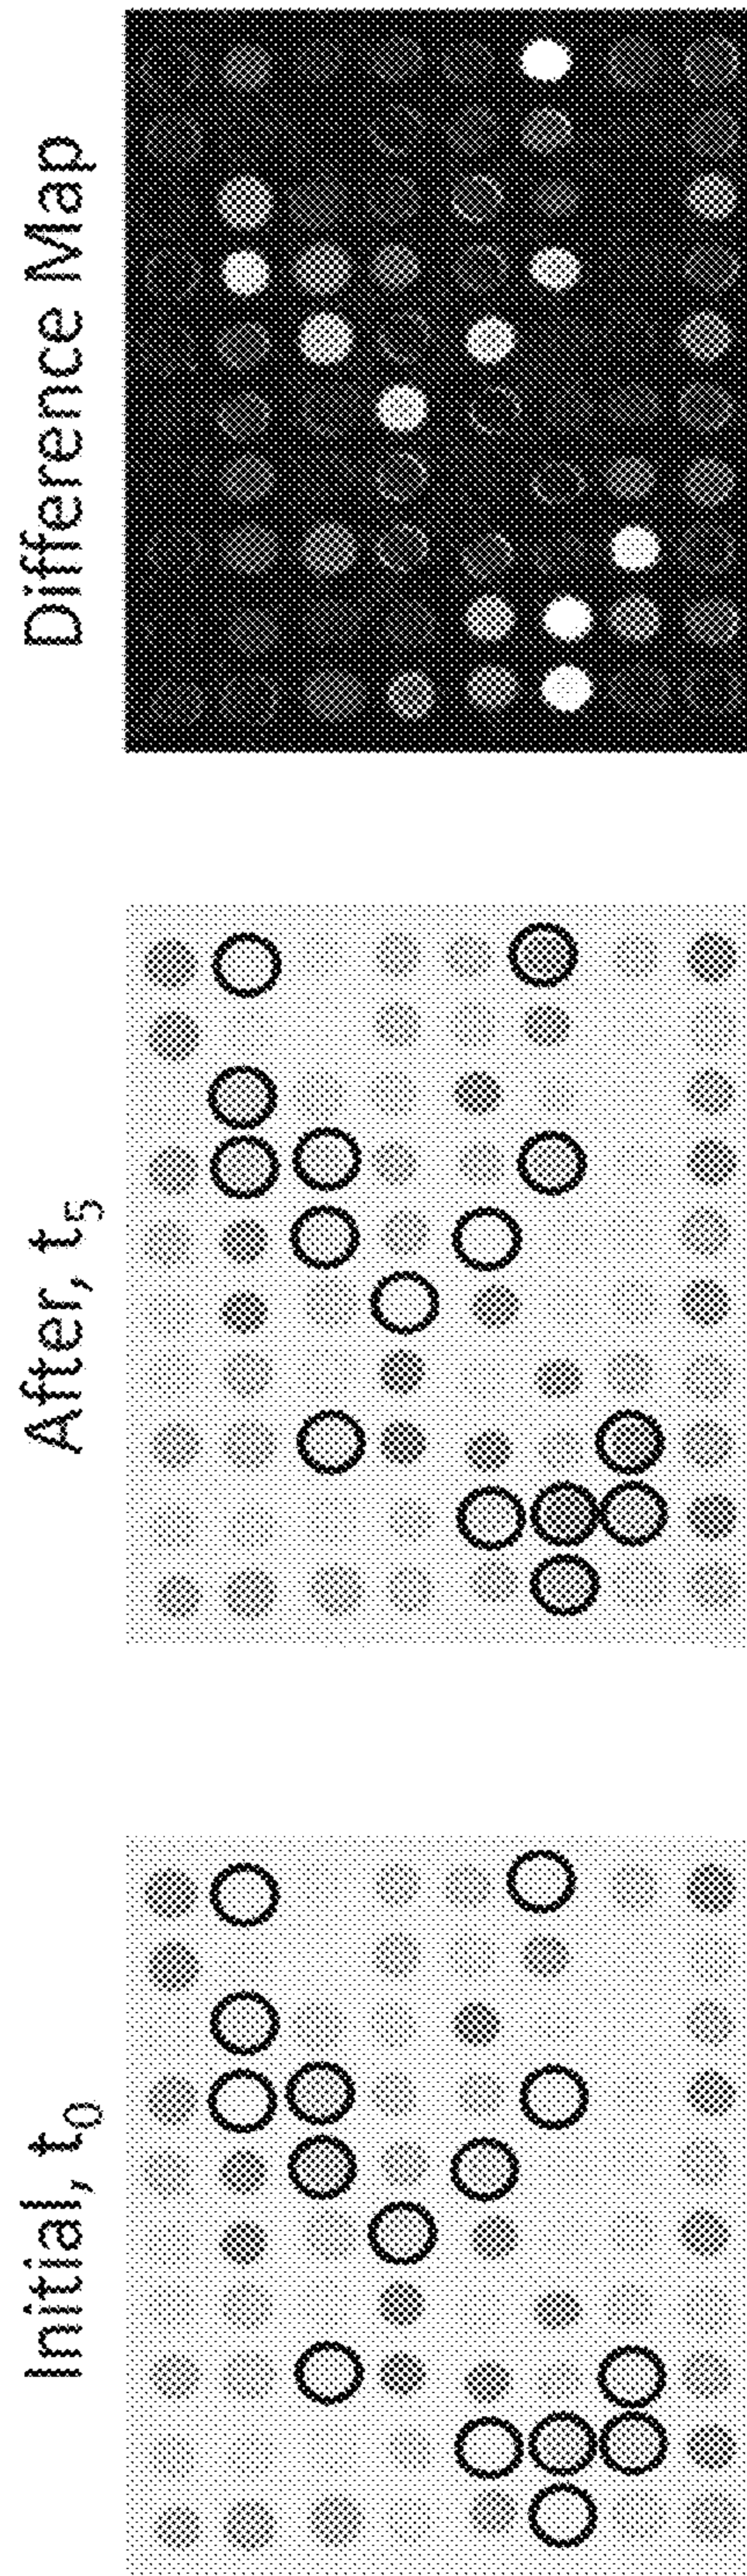 Initial, t0
After, t5
Difference Map